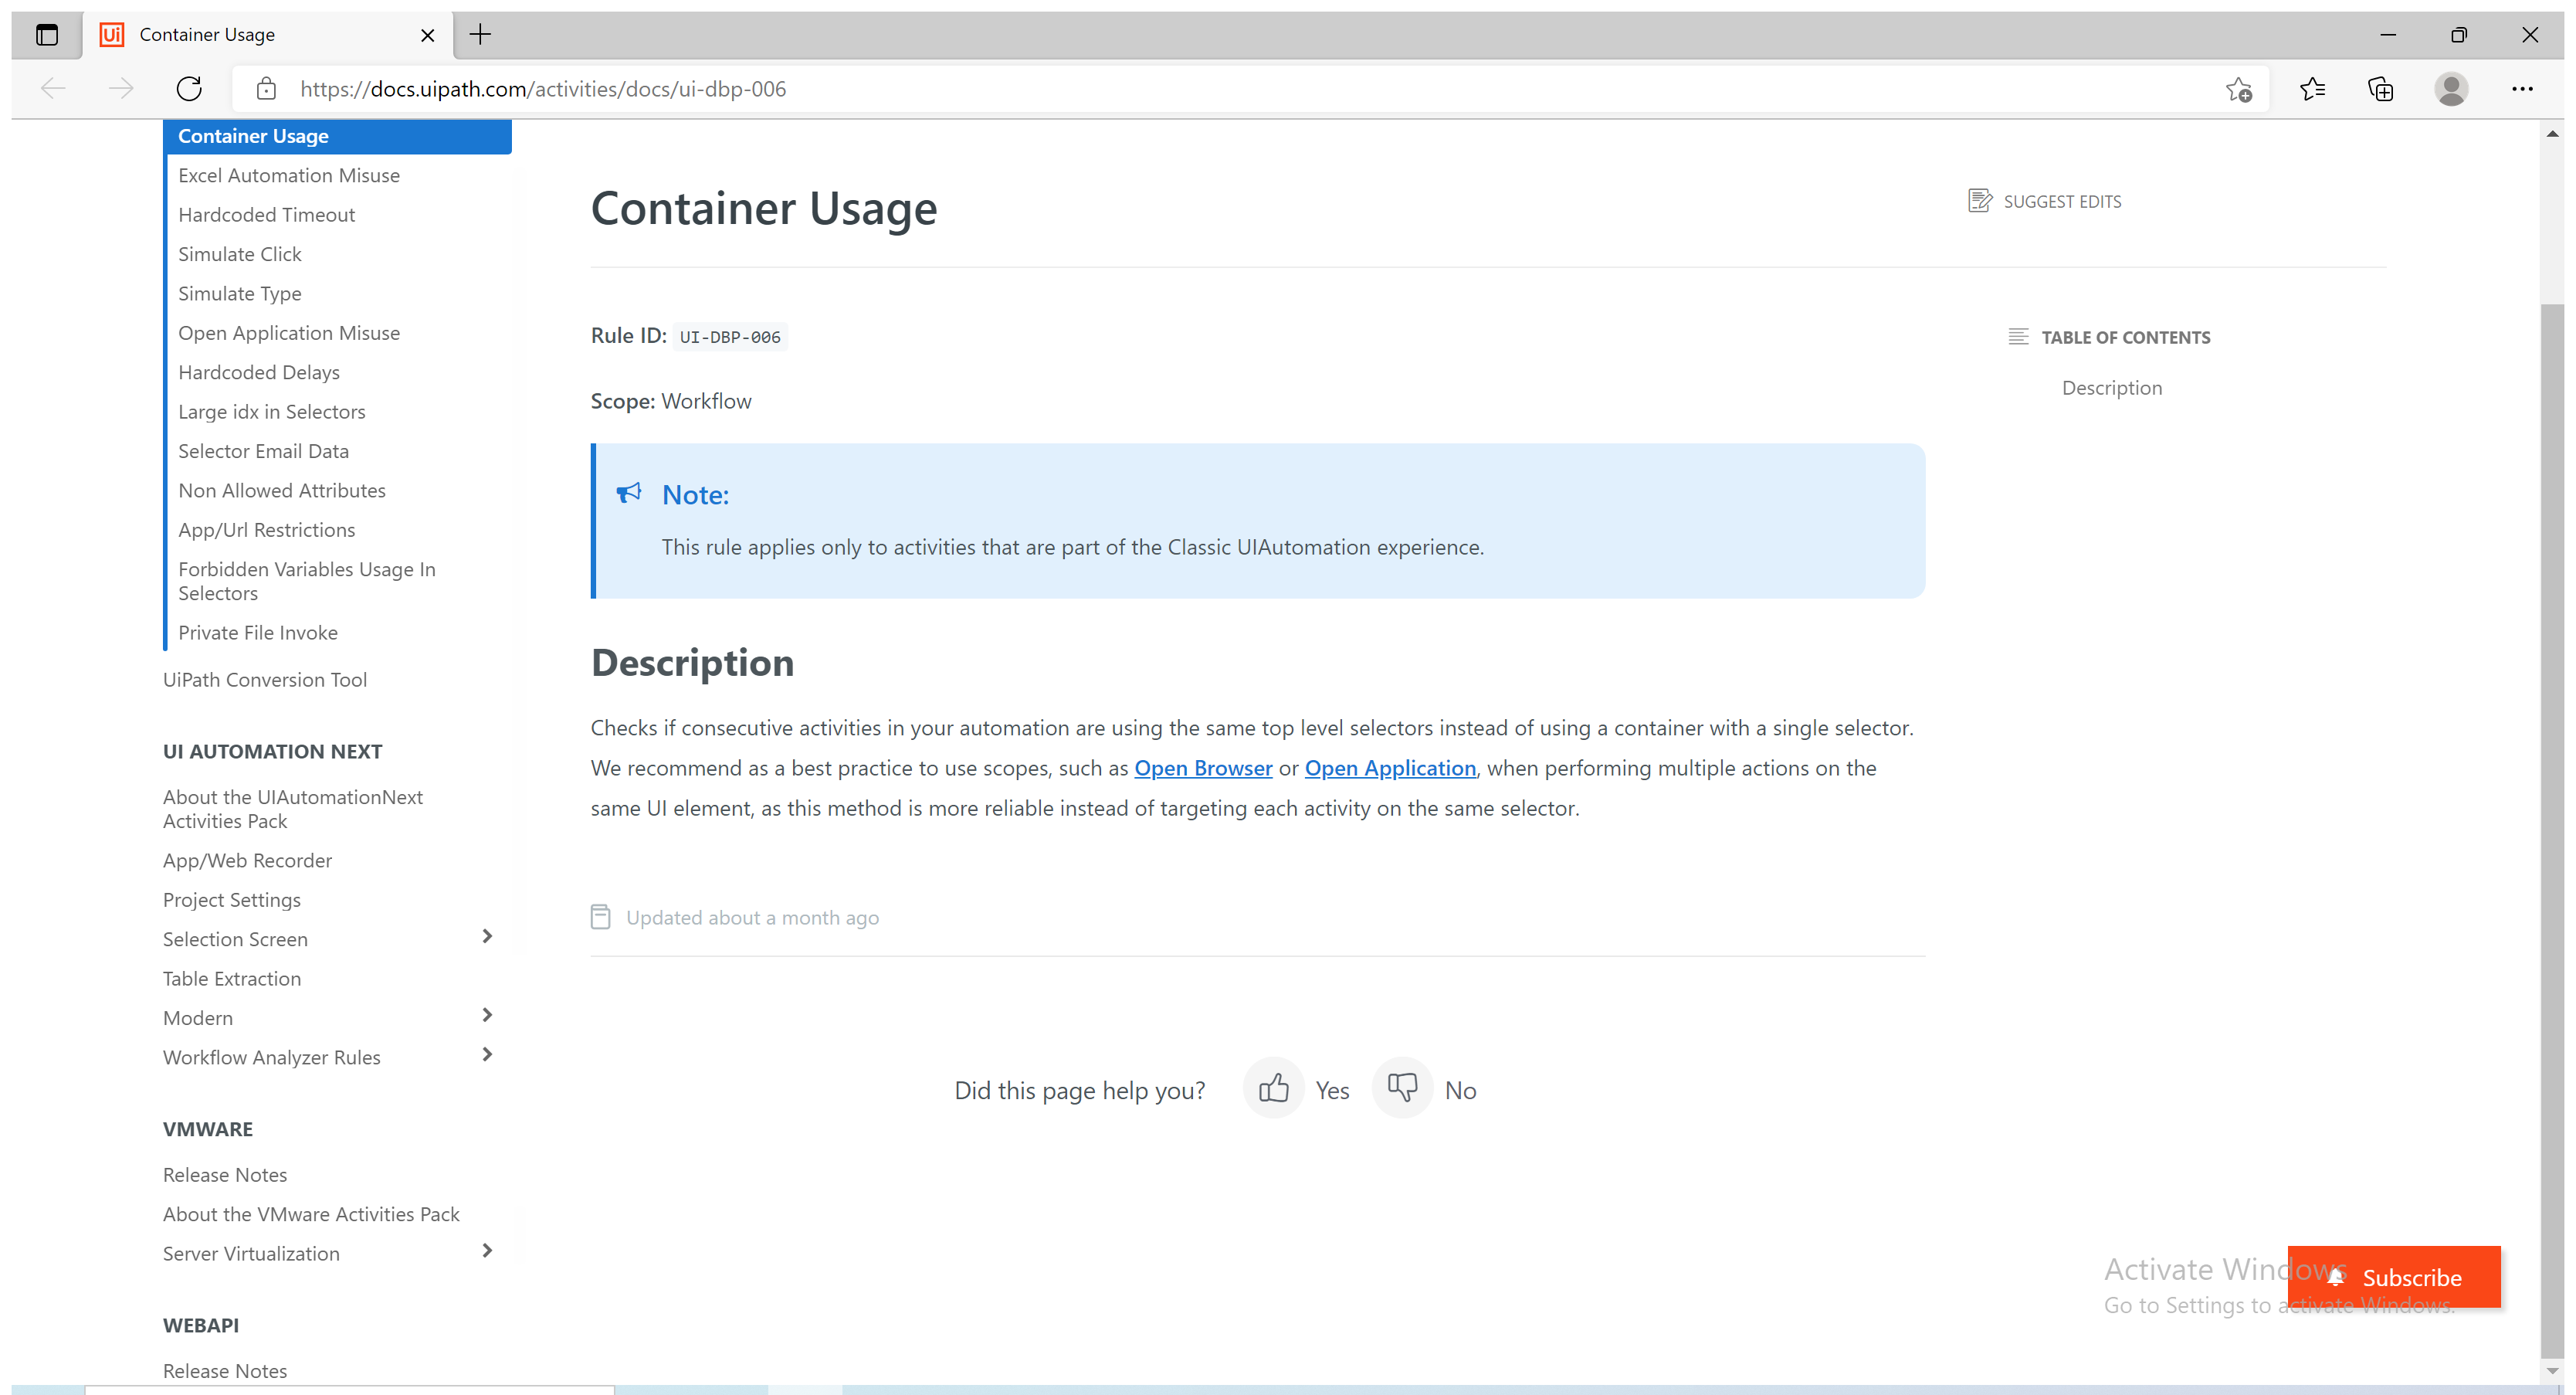 Ui Container Usage
https://docs.uipath.com/activities/docs/ui-dbp-006
Container Usage
Excel Automation Misuse
Hardcoded Timeout
Simulate Click
Simulate Type
Open Application Misuse
Hardcoded Delays
Large idx in Selectors
Selector Email Data
Non Allowed Attributes
App/Url Restrictions
Forbidden Variables Usage In
Selectors
Private File Invoke
UiPath Conversion Tool
UI AUTOMATION NEXT
About the UIAutomationNext
Activities Pack
App/Web Recorder
Project Settings
Selection Screen
Table Extraction
Modern
Workflow Analyzer Rules
VMWARE
Release Notes
About the VMware Activities Pack
Server Virtualization
WEBAPI
Release Notes
Container Usage
SUGGEST EDITS
Rule ID: UI-DBP-006
Scope: Workflow
Note:
This rule applies only to activities that are part of the Classic UIAutomation experience.
Description
Checks if consecutive activities in your automation are using the same top level selectors instead of using a container with a single selector.
We recommend as a best practice to use scopes, such as Open Browser or Open Application, when performing multiple actions on the
same UI element, as this method is more reliable instead of targeting each activity on the same selector.
Updated about a month ago
Did this page help you? Yes No
TABLE OF CONTENTS
Description
Activate Windows
Go to Settings to activate Windows.
Subscribe